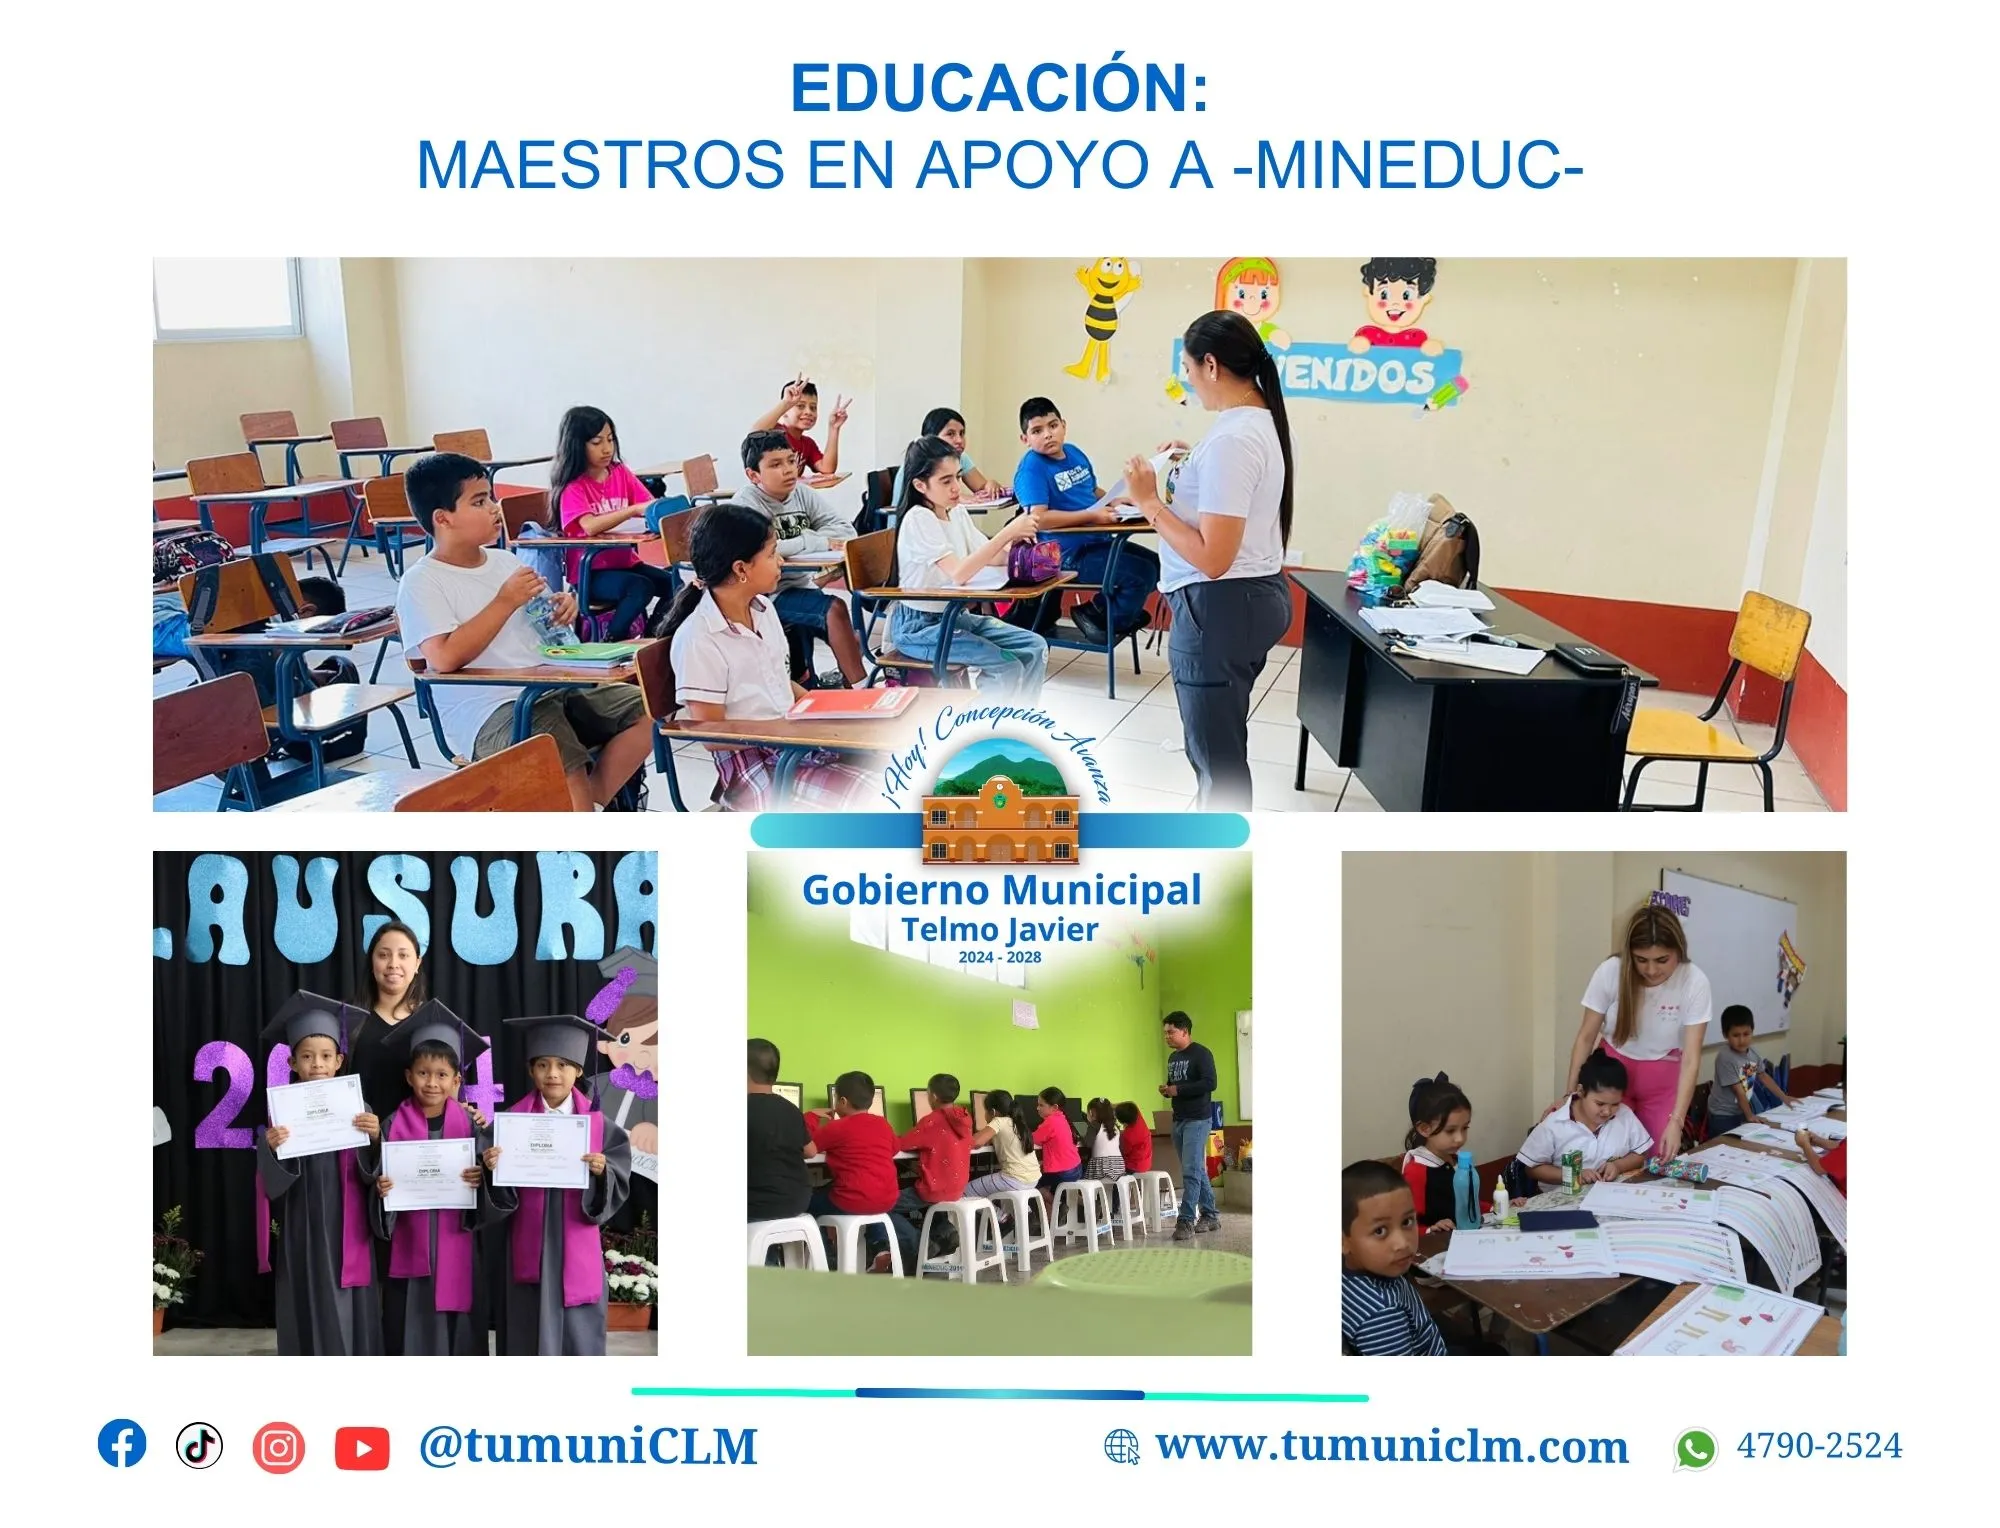 EDUCACIÓN:
MAESTROS EN APOYO A -MINEDUC-
VENIDOS
¡Hoy! Concepción Avanza
Gobierno Municipal
Telmo Javier
2024 - 2028
LAUSURA
DIPLOMA
DIPLOMA
DIPLOMA
@tumuniCLM
www.tumuniclm.com
4790-2524